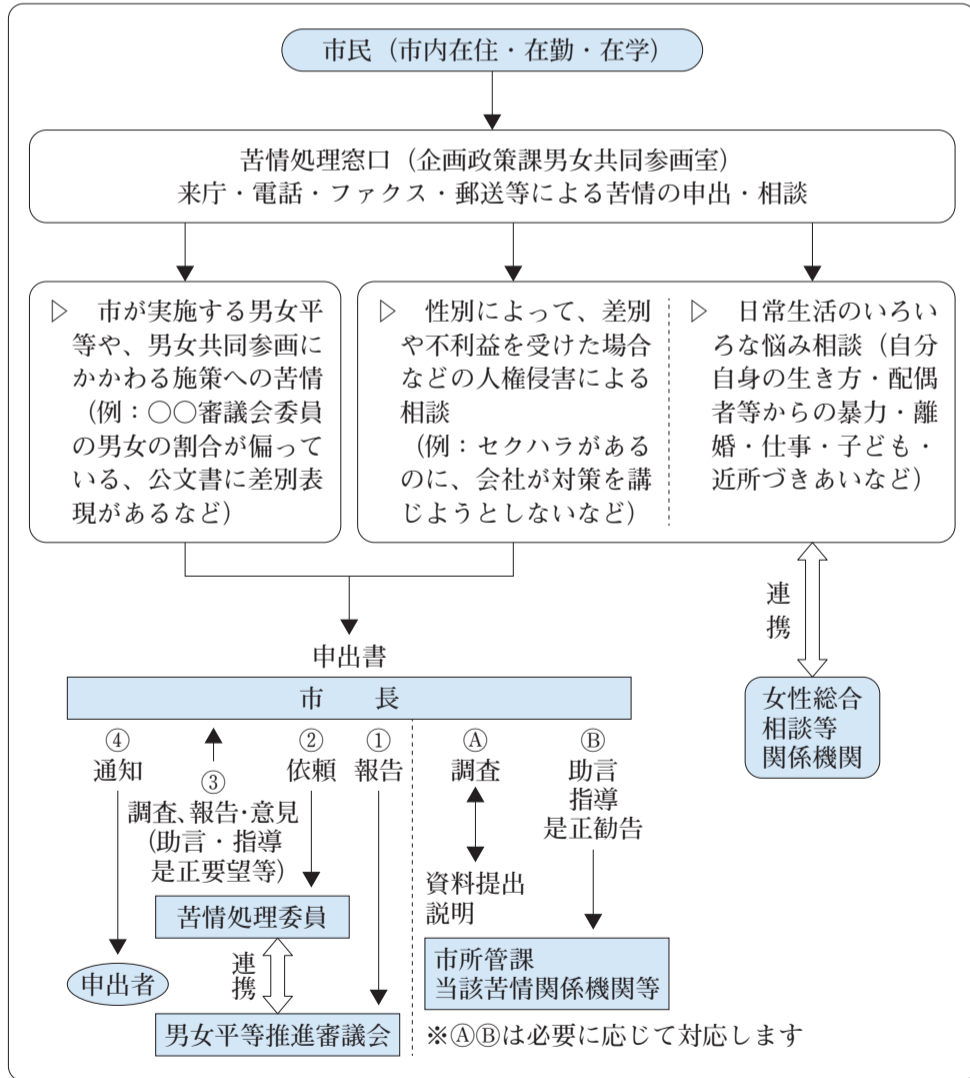 市民（市内在住・在勤・在学）
苦情処理窓口（企画政策課男女共同参画室）
来庁・電話・ファクス・郵送等による苦情の申出・相談
▷　市が実施する男女平
等や、男女共同参画に
かかわる施策への苦情
（例：○○審議会委員
の男女の割合が偏って
いる、公文書に差別表
現があるなど）
▷　性別によって、差別
や不利益を受けた場合
などの人権侵害による
相談
（例：セクハラがある
のに、会社が対策を講
じようとしないなど）
▷　日常生活のいろい
ろな悩み相談（自分
自身の生き方・配偶
者等からの暴力・離
婚・仕事・子ども・
近所づきあいなど）
連携
女性総合
相談等
関係機関
申出書
市　長
④
通知
③
調査、報告・意見
（助言・指導
是正要望等）
②
依頼
①
報告
Ⓐ
調査
資料提出
説明
Ⓑ
助言
指導
是正勧告
苦情処理委員
連携
申出者
男女平等推進審議会
市所管課
当該苦情関係機関等
※ⒶⒷは必要に応じて対応します